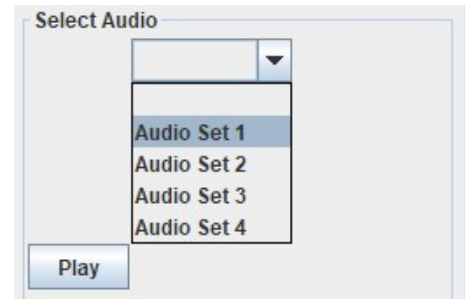 Select Audio
Audio Set 1
Audio Set 2
Audio Set 3
Audio Set 4
Play